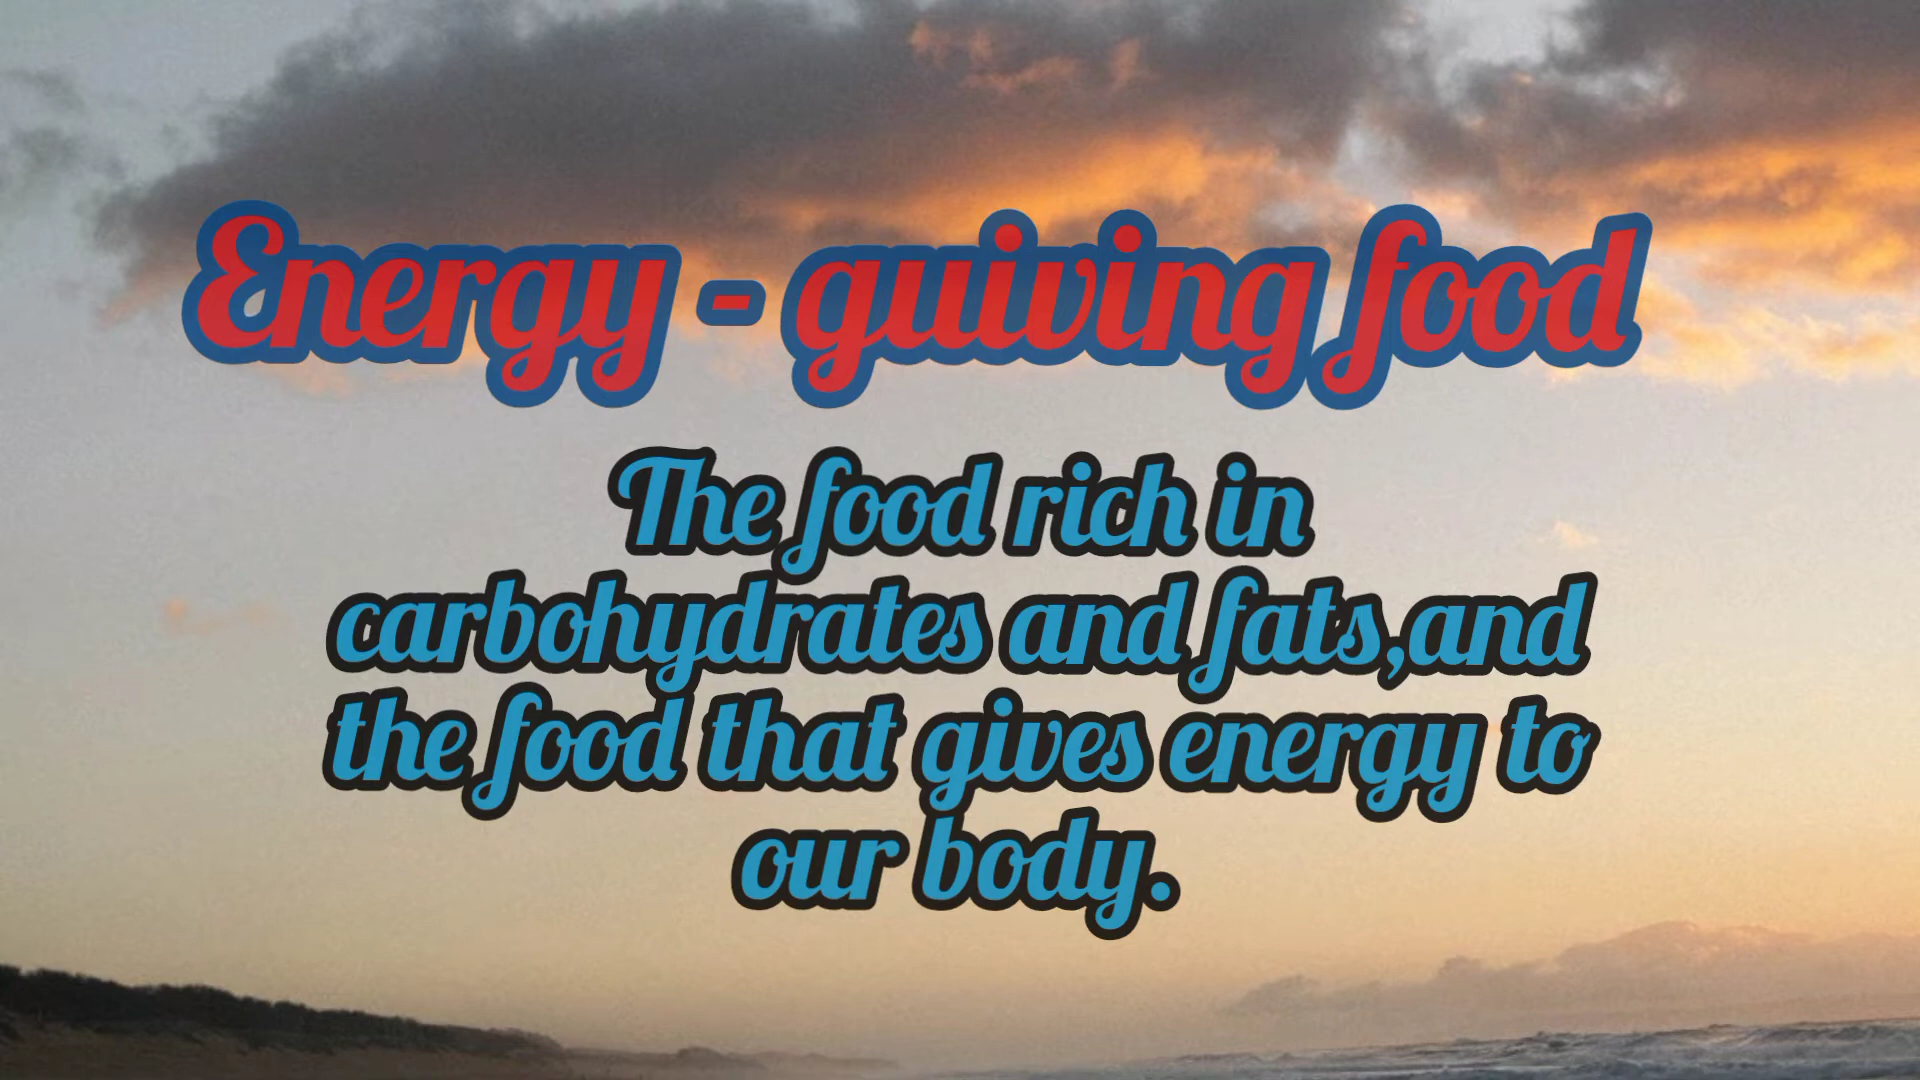 Energy - guiving food
The food rich in
carbohydrates and fats,and
the food that gives energy to
our body.